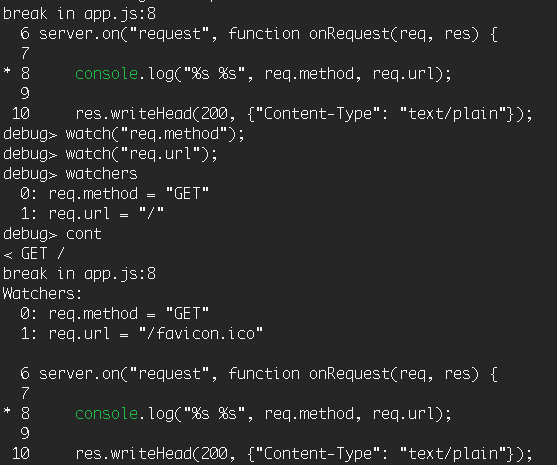 break in app.js:8
  6 server.on("request", function onRequest(req, res) {
  7
* 8     console.log("%s %s", req.method, req.url);
  9
 10     res.writeHead(200, {"Content-Type": "text/plain"});
debug> watch("req.method");
debug> watch("req.url");
debug> watchers
  0: req.method = "GET"
  1: req.url = "/"
debug> cont
< GET /
break in app.js:8
Watchers:
  0: req.method = "GET"
  1: req.url = "/favicon.ico"
  6 server.on("request", function onRequest(req, res) {
  7
* 8     console.log("%s %s", req.method, req.url);
  9
 10     res.writeHead(200, {"Content-Type": "text/plain"});